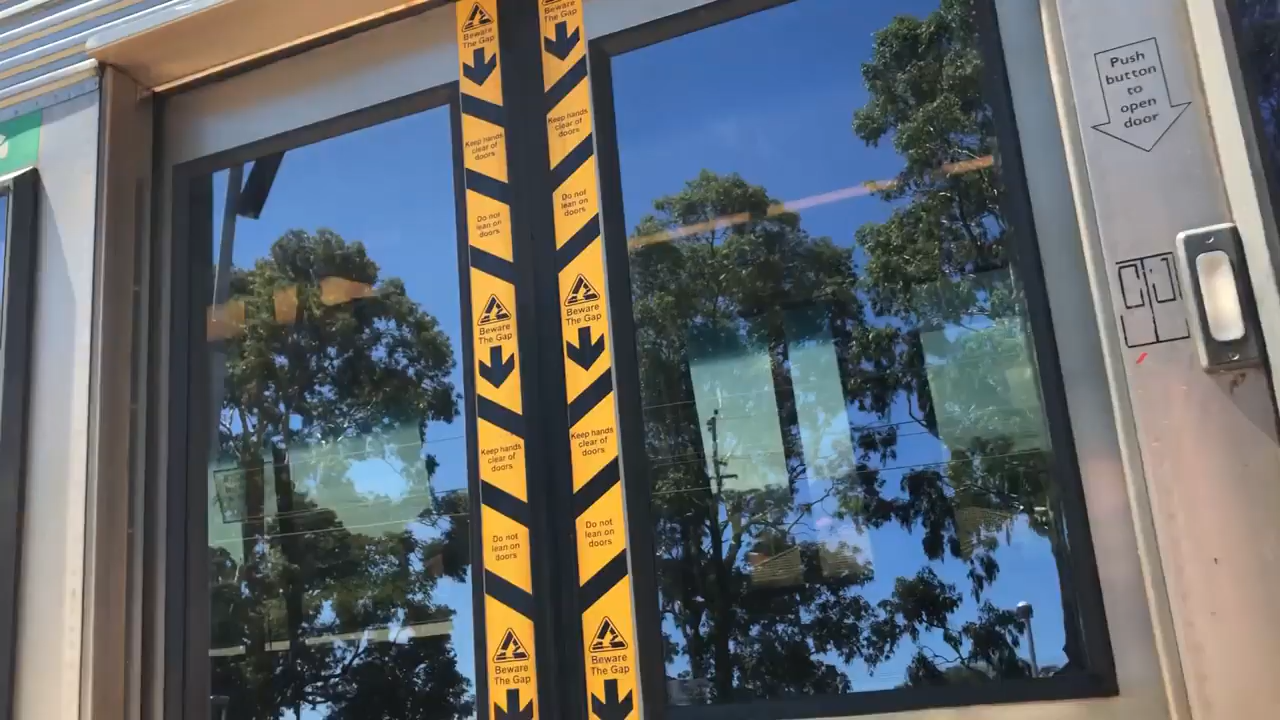 Beware
The Gap
Keep hands
clear of
doors
Do not
lean on
doors
Beware
The Gap
Keep hands
clear of
doors
Do not
lean on
doors
Beware
The Gap
Beware
The Gap
Keep hands
clear of
doors
Do not
lean on
doors
Beware
The Gap
Keep hands
clear of
doors
Do not
lean on
doors
Beware
The Gap
Push
button
to
open
door